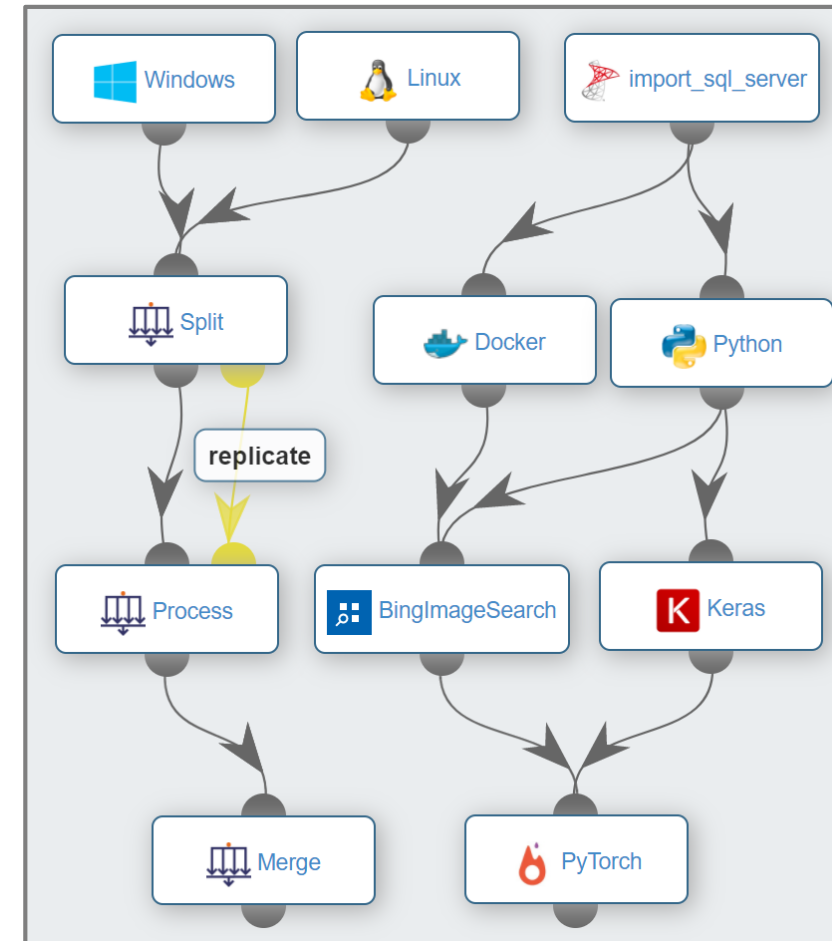 Windows
Linux
import_sql_server
Split
Docker
Python
replicate
Process
BingImageSearch
K
Keras
Merge
PyTorch